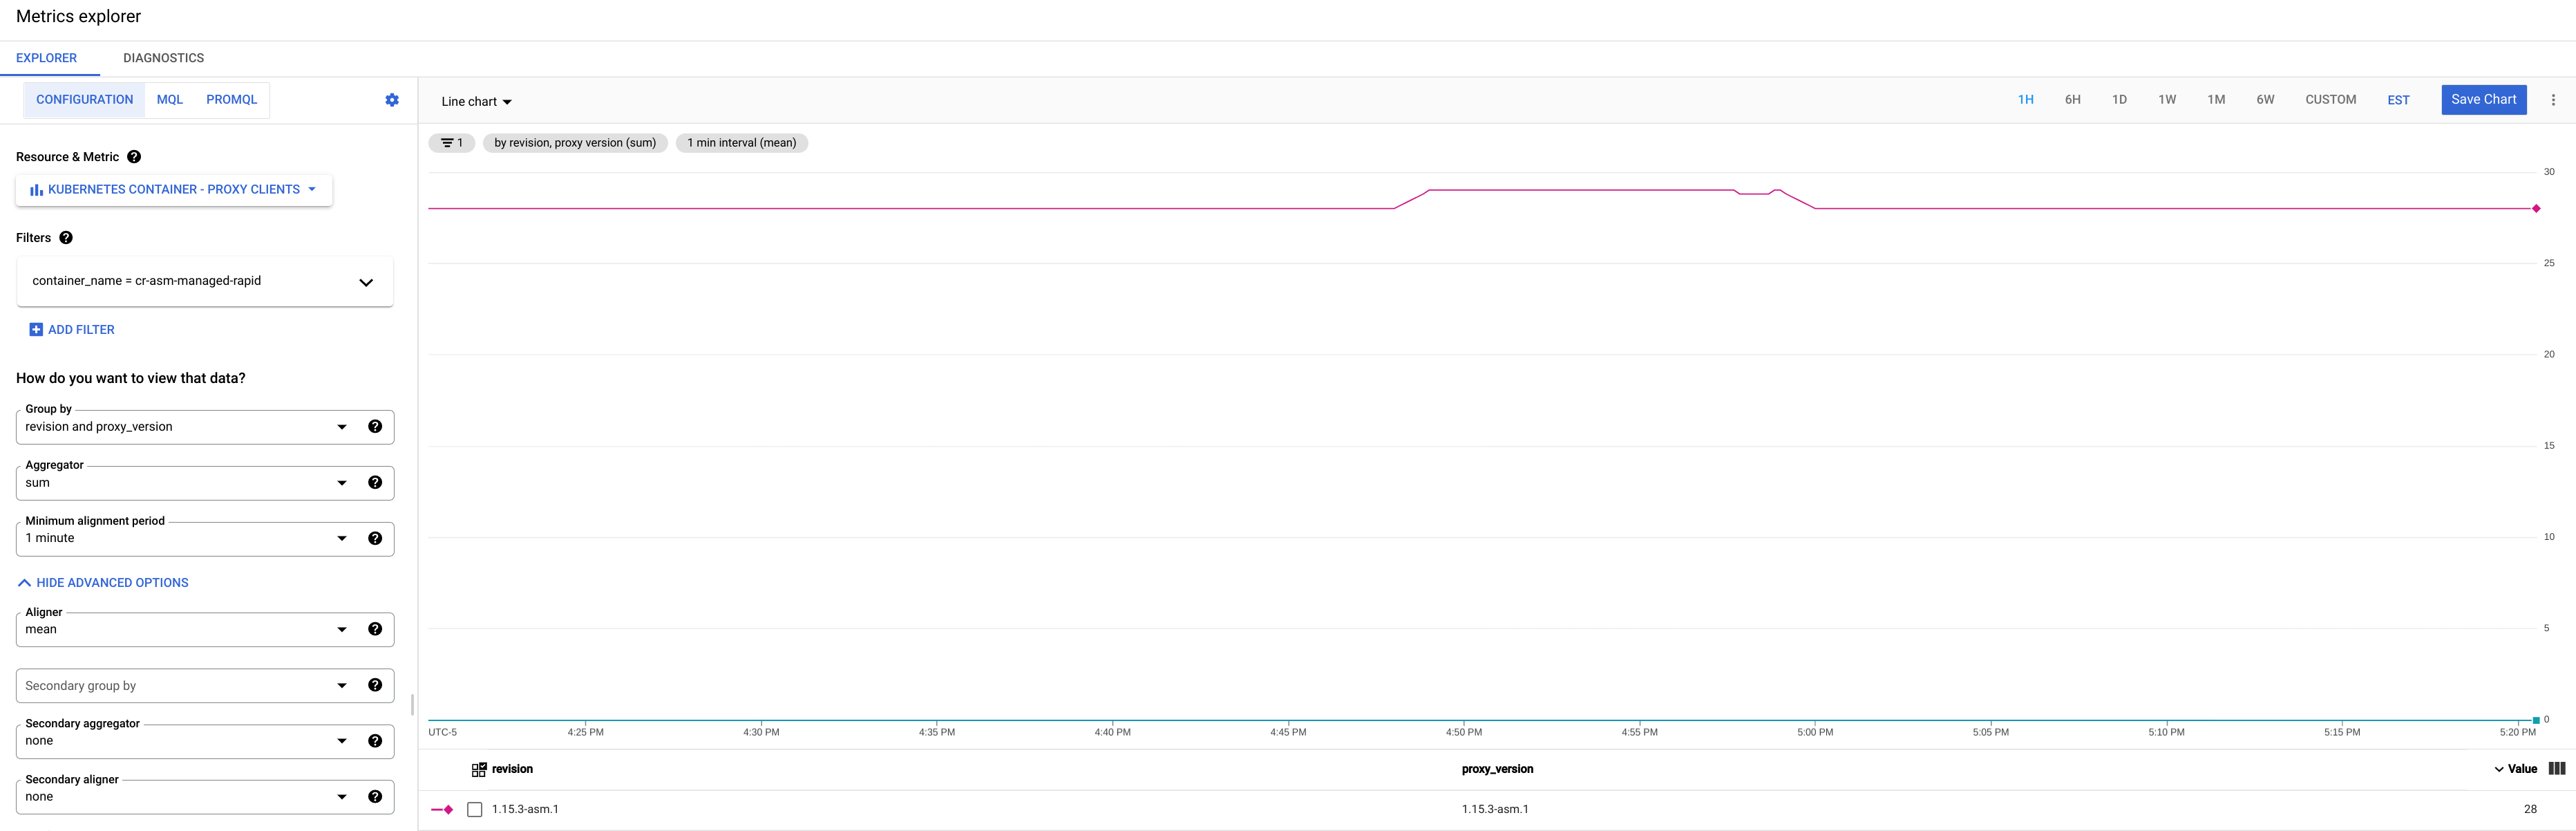 Metrics explorer
EXPLORER DIAGNOSTICS
CONFIGURATION MQL PROMQL
Resource & Metric
KUBERNETES CONTAINER - PROXY CLIENTS
Filters
container_name = cr-asm-managed-rapid
ADD FILTER
How do you want to view that data?
Group by
revision and proxy_version
Aggregator
sum
Minimum alignment period
1 minute
HIDE ADVANCED OPTIONS
Aligner
mean
Secondary group by
Secondary aggregator
none
Secondary aligner
none
Line chart 1H 6H 1D 1W 1M 6W CUSTOM EST Save Chart
1 by revision, proxy version (sum) 1 min interval (mean)
30
25
20
15
10
5
0
UTC-5 4:25 PM 4:30 PM 4:35 PM 4:40 PM 4:45 PM 4:50 PM 4:55 PM 5:00 PM 5:05 PM 5:10 PM 5:15 PM 5:20 PM
revision proxy_version Value
1.15.3-asm.1 1.15.3-asm.1 28